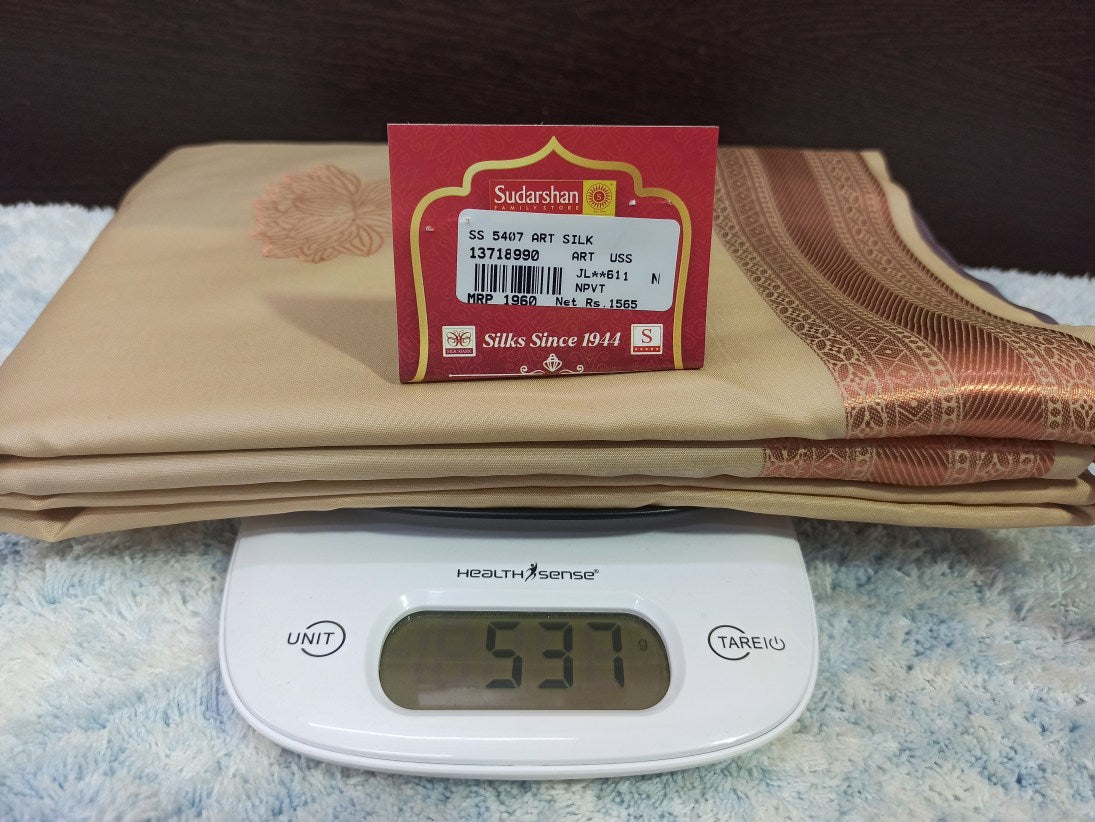 Sudarshan
FAMILY STORE
SS 5407 ART SILK
13718990 ART USS
JL**611 N
NPVT
MRP 1960 Net Rs.1565
SILK MARK
Silks Since 1944
S
HEALTH SENSE®
UNIT
537 g
TARE